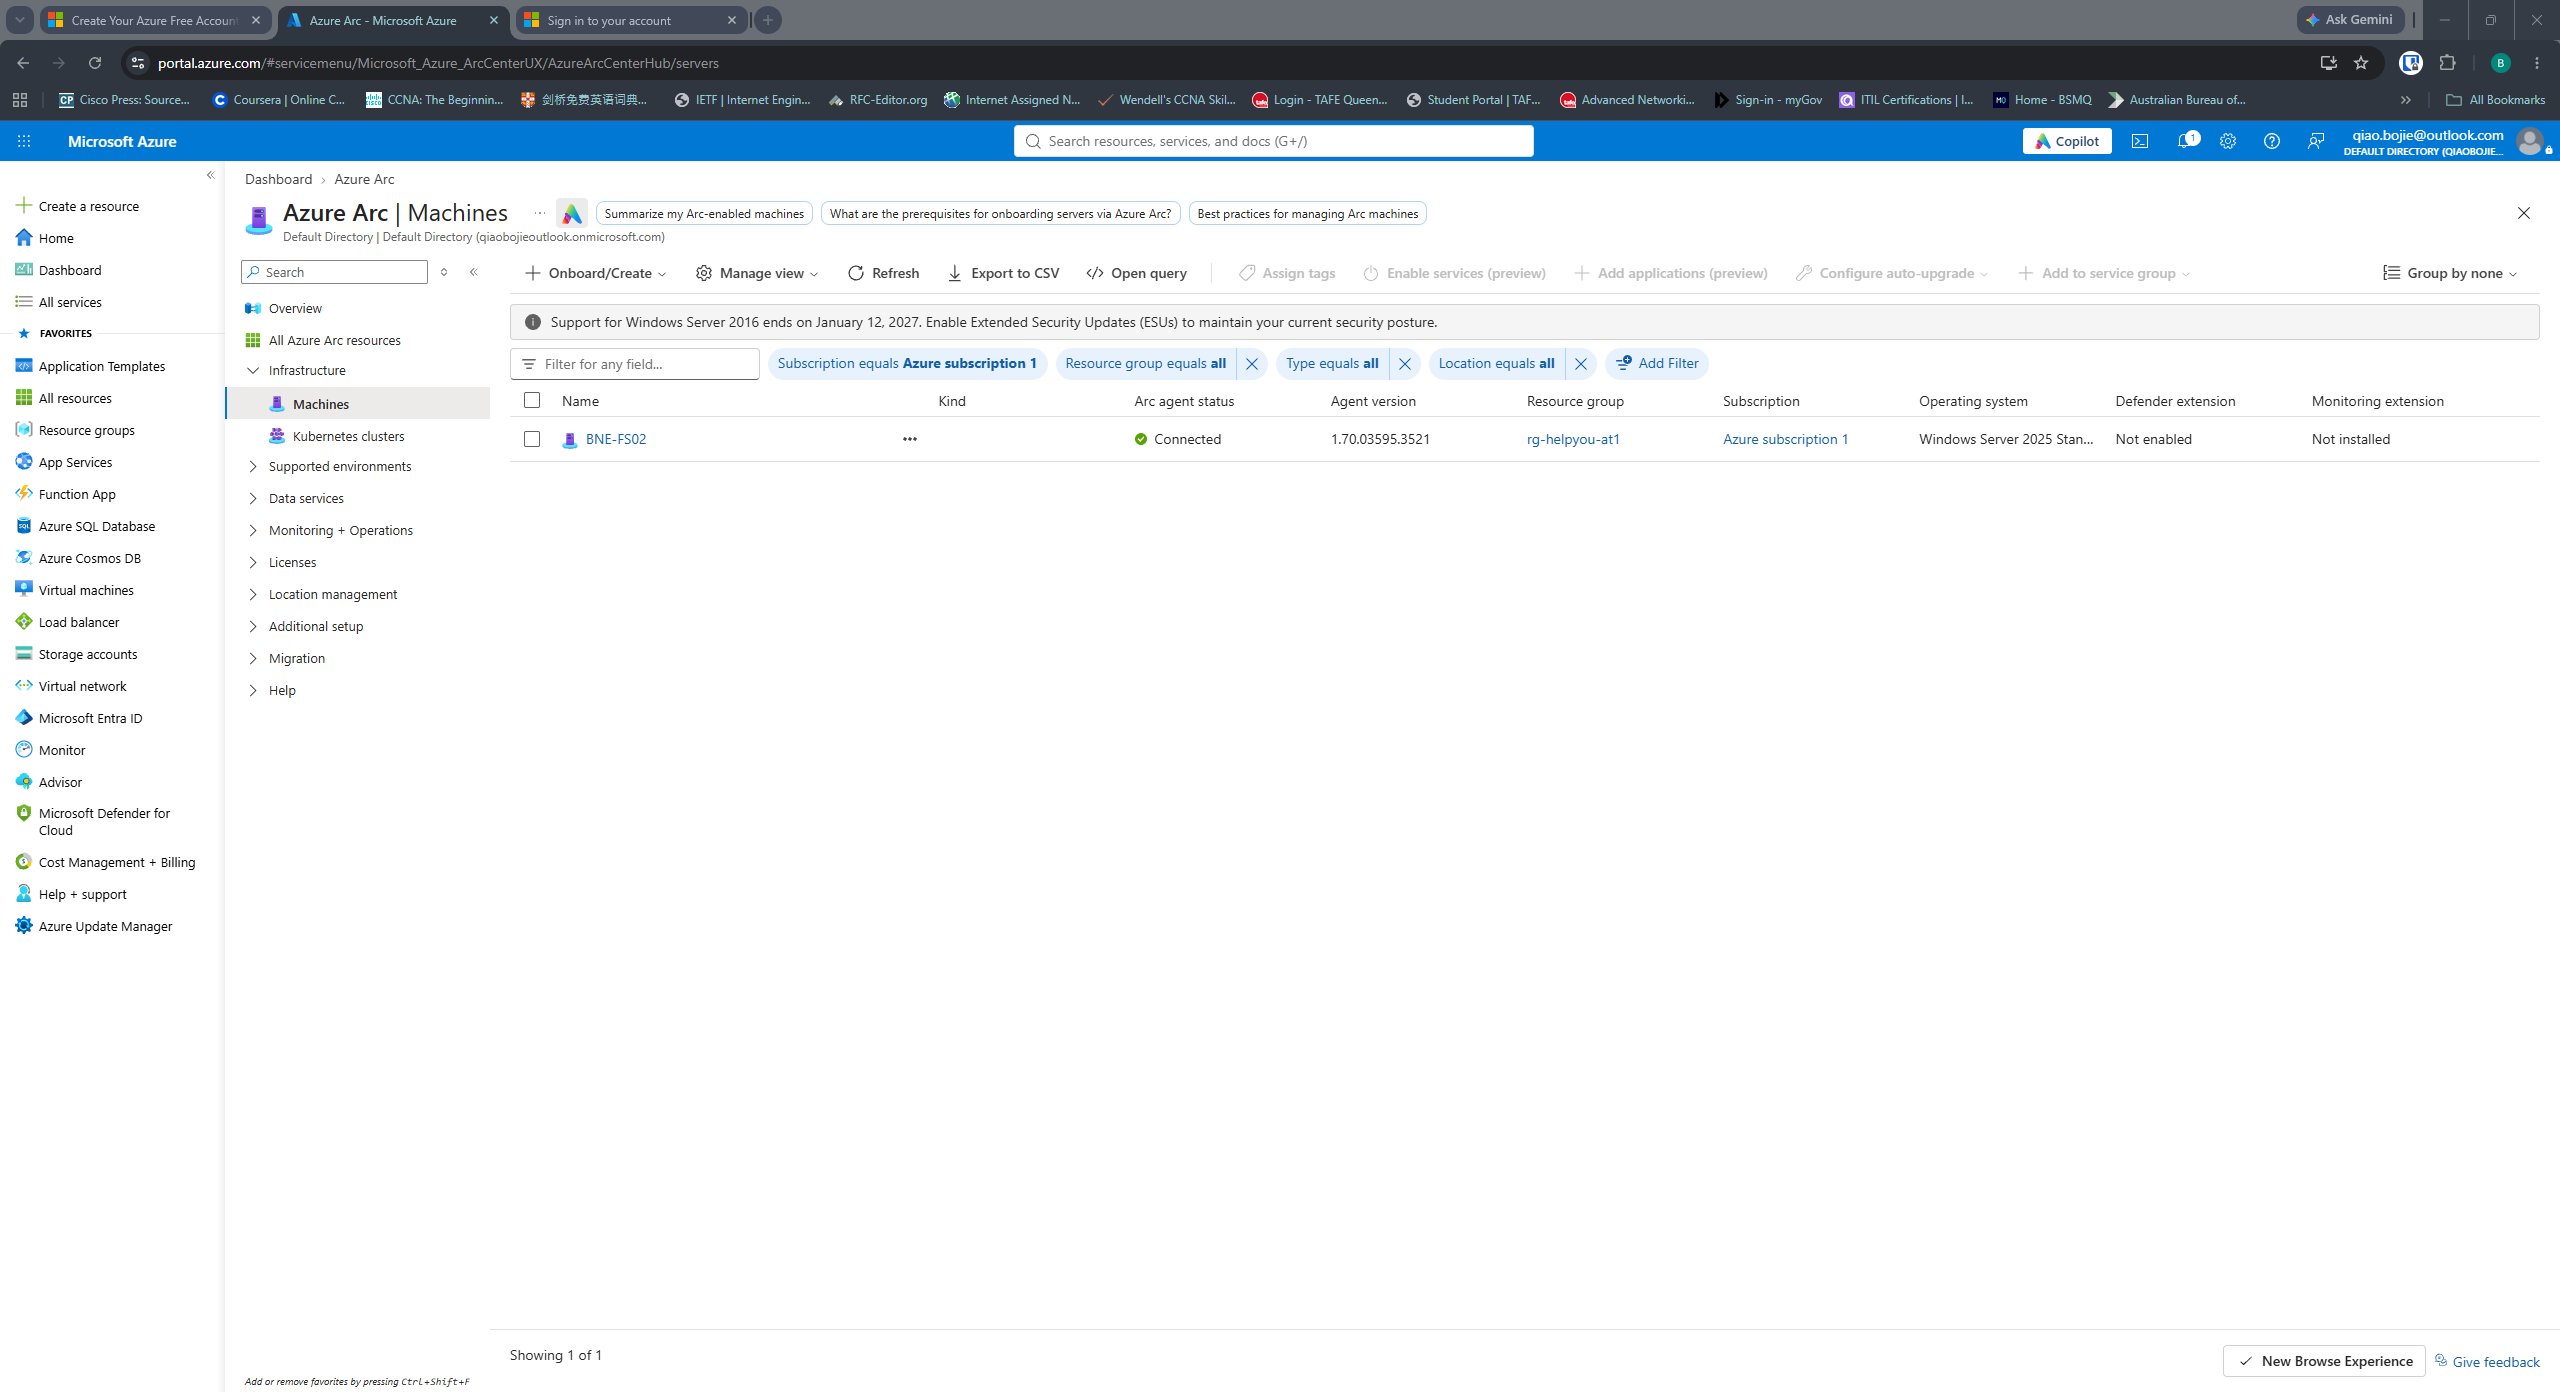 Create Your Azure Free Account
Azure Arc - Microsoft Azure
Sign in to your account
Ask Gemini
portal.azure.com/#servicemenu/Microsoft_Azure_ArcCenterUX/AzureArcCenterHub/servers
B
CP Cisco Press: Source...
Coursera | Online C...
CCNA: The Beginnin...
剑桥免费英语词典...
IETF | Internet Engin...
RFC-Editor.org
Internet Assigned N...
Wendell's CCNA Skil...
Login - TAFE Queen...
Student Portal | TAF...
Advanced Networki...
Sign-in - myGov
ITIL Certifications | I...
Home - BSMQ
Australian Bureau of...
All Bookmarks
Microsoft Azure
Search resources, services, and docs (G+/)
Copilot
1
qiao.bojie@outlook.com
DEFAULT DIRECTORY (QIAOBOJIE...
Create a resource
Home
Dashboard
All services
FAVORITES
Application Templates
All resources
Resource groups
App Services
Function App
Azure SQL Database
Azure Cosmos DB
Virtual machines
Load balancer
Storage accounts
Virtual network
Microsoft Entra ID
Monitor
Advisor
Microsoft Defender for
Cloud
Cost Management + Billing
Help + support
Azure Update Manager
Dashboard > Azure Arc
Azure Arc | Machines
Summarize my Arc-enabled machines
What are the prerequisites for onboarding servers via Azure Arc?
Best practices for managing Arc machines
Default Directory | Default Directory (qiaobojieoutlook.onmicrosoft.com)
Search
Overview
All Azure Arc resources
Infrastructure
Machines
Kubernetes clusters
Supported environments
Data services
Monitoring + Operations
Licenses
Location management
Additional setup
Migration
Help
Add or remove favorites by pressing Ctrl+Shift+F
Onboard/Create
Manage view
Refresh
Export to CSV
Open query
Assign tags
Enable services (preview)
Add applications (preview)
Configure auto-upgrade
Add to service group
Group by none
Support for Windows Server 2016 ends on January 12, 2027. Enable Extended Security Updates (ESUs) to maintain your current security posture.
Filter for any field...
Subscription equals Azure subscription 1
Resource group equals all
Type equals all
Location equals all
Add Filter
Name Kind Arc agent status Agent version Resource group Subscription Operating system Defender extension Monitoring extension
BNE-FS02 Connected 1.70.03595.3521 rg-helpyou-at1 Azure subscription 1 Windows Server 2025 Stan... Not enabled Not installed
Showing 1 of 1
New Browse Experience
Give feedback